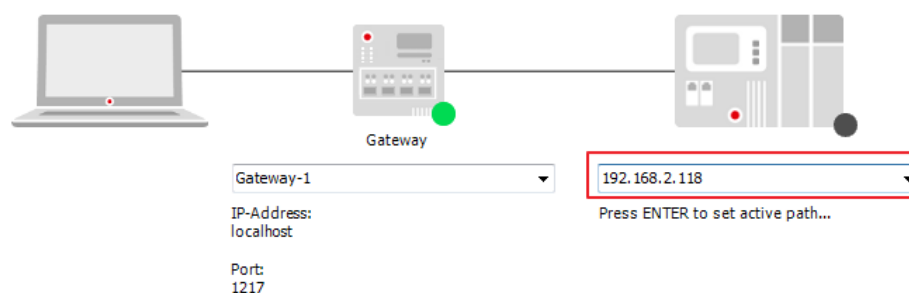 Gateway
Gateway-1
192.168.2.118
IP-Address:
localhost
Press ENTER to set active path...
Port:
1217